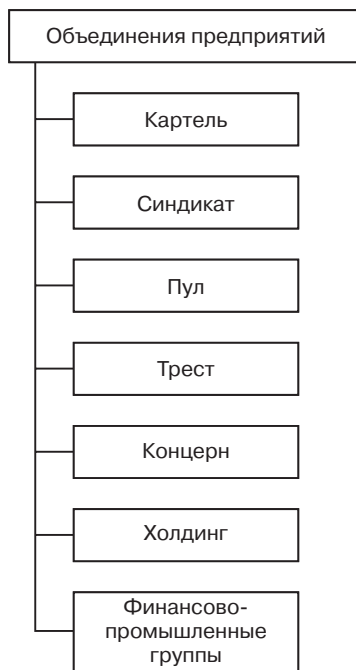 Объединения предприятий
Картель
Синдикат
Пул
Трест
Концерн
Холдинг
Финансово-
промышленные
группы